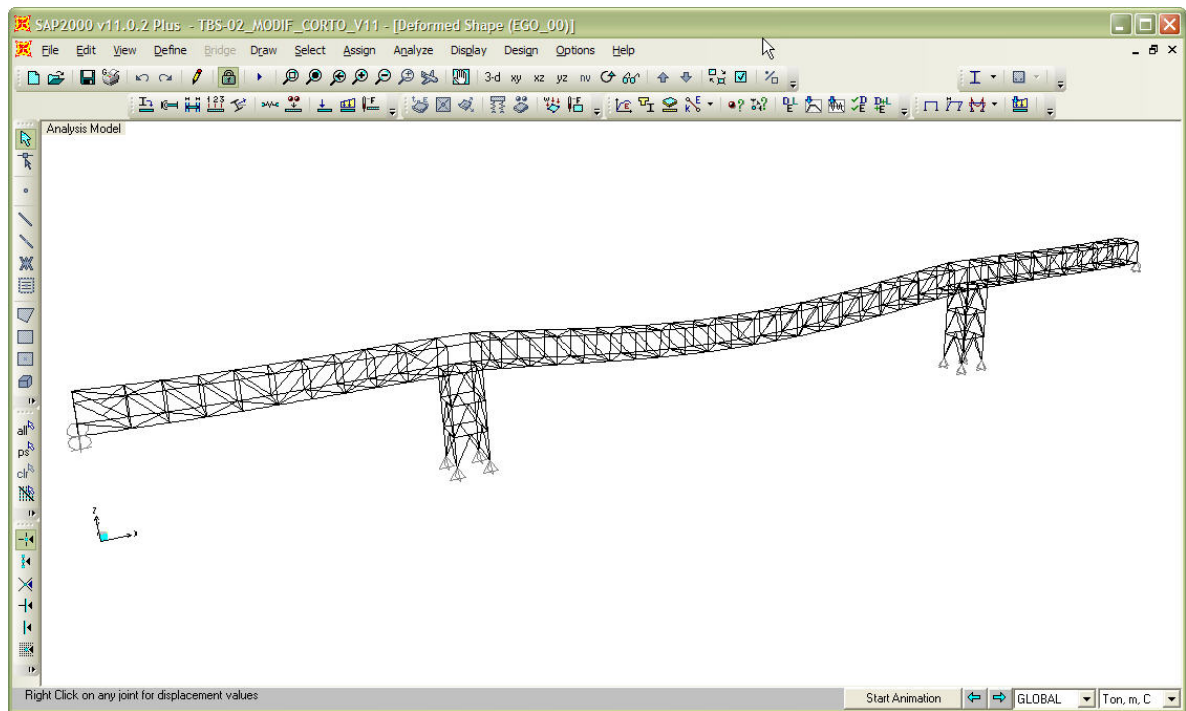 SAP2000 v11.0.2 Plus - TBS-02_MODIF_CORTO_V11 - [Deformed Shape (EGO_00)]
File Edit View Define Bridge Draw Select Assign Analyze Display Design Options Help
3-d xy xz yz nv
Analysis Model
all
ps
clr
Z
X
Right Click on any joint for displacement values
Start Animation
GLOBAL
Ton, m, C